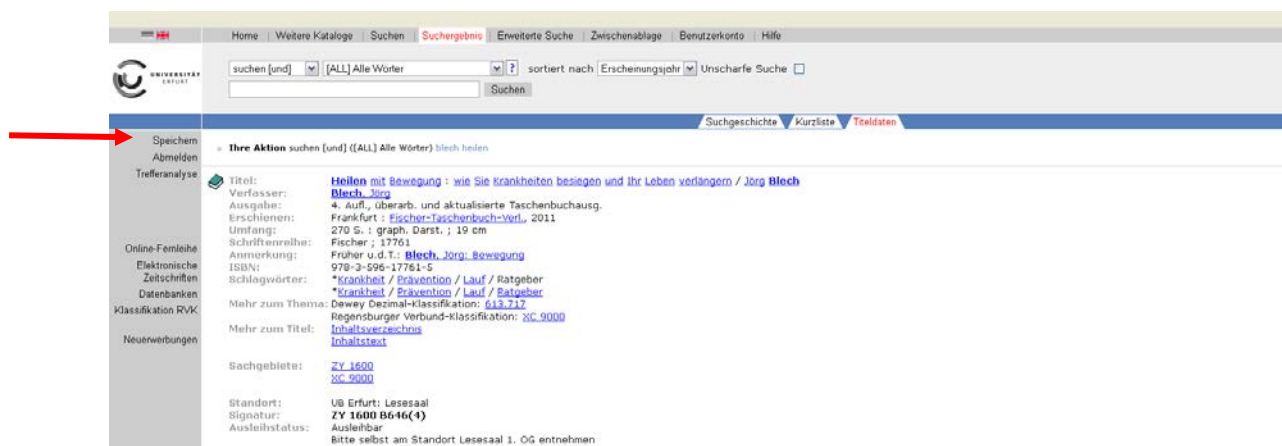 Home | Weitere Kataloge | Suchen | Suchergebnis | Erweiterte Suche | Zwischenablage | Benutzerkonto | Hilfe
UNIVERSITÄT
ERFURT
suchen [und] [ALL] Alle Wörter ? sortiert nach Erscheinungsjahr Unscharfe Suche
Suchen
Suchgeschichte Kurzliste Titeldaten
Speichern
Abmelden
Trefferanalyse
Online-Fernleihe
Elektronische
Zeitschriften
Datenbanken
Klassifikation RVK
Neuerwerbungen
Ihre Aktion suchen [und] ([ALL] Alle Wörter) blech heilen
Titel: Heilen mit Bewegung : wie Sie Krankheiten besiegen und Ihr Leben verlängern / Jörg Blech
Verfasser: Blech, Jörg
Ausgabe: 4. Aufl., überarb. und aktualisierte Taschenbuchausg.
Erschienen: Frankfurt : Fischer-Taschenbuch-Verl., 2011
Umfang: 270 S. : graph. Darst. ; 19 cm
Schriftenreihe: Fischer ; 17761
Anmerkung: Früher u.d.T.: Blech, Jörg: Bewegung
ISBN: 978-3-596-17761-5
Schlagwörter: *Krankheit / Prävention / Lauf / Ratgeber
*Krankheit / Prävention / Lauf / Ratgeber
Mehr zum Thema: Dewey Dezimal-Klassifikation: 613.717
Regensburger Verbund-Klassifikation: XC 9000
Mehr zum Titel: Inhaltsverzeichnis
Inhaltstext
Sachgebiete: ZY 1600
XC 9000
Standort: UB Erfurt: Lesesaal
Signatur: ZY 1600 B646(4)
Ausleihstatus: Ausleihbar
Bitte selbst am Standort Lesesaal 1. OG entnehmen